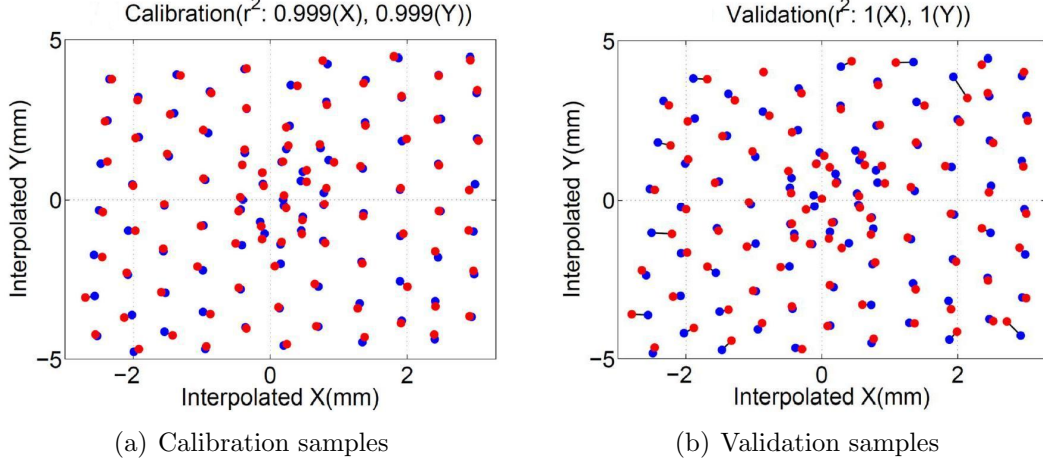 Calibration(r²: 0.999(X), 0.999(Y))
5
0
−5
−2
0
2
Interpolated Y(mm)
Interpolated X(mm)
(a) Calibration samples
Validation(r²: 1(X), 1(Y))
5
0
−5
−2
0
2
Interpolated Y(mm)
Interpolated X(mm)
(b) Validation samples